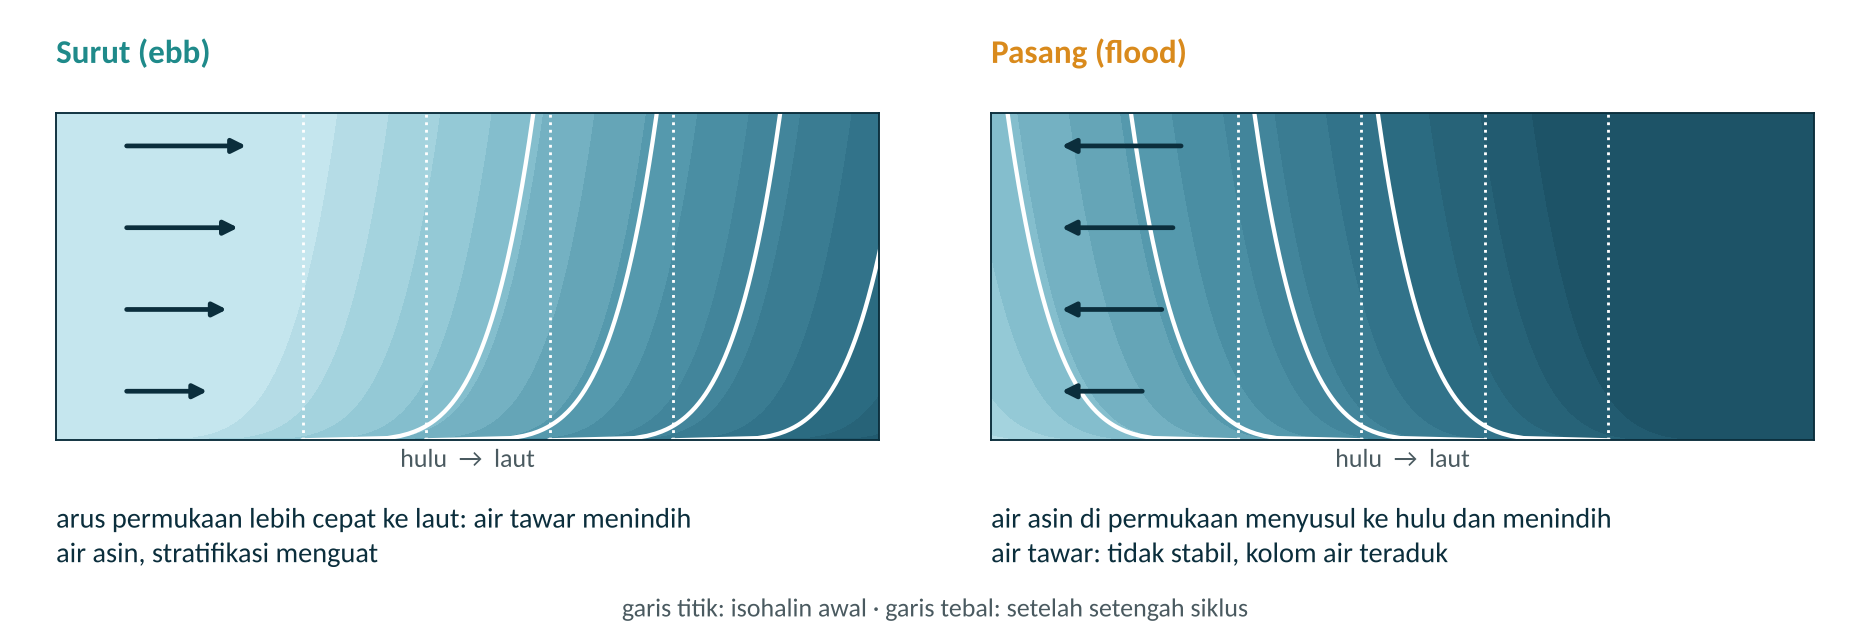 Surut (ebb)
Pasang (flood)
hulu → laut
hulu → laut
arus permukaan lebih cepat ke laut: air tawar menindih
air asin, stratifikasi menguat
air asin di permukaan menyusul ke hulu dan menindih
air tawar: tidak stabil, kolom air teraduk
garis titik: isohalin awal · garis tebal: setelah setengah siklus